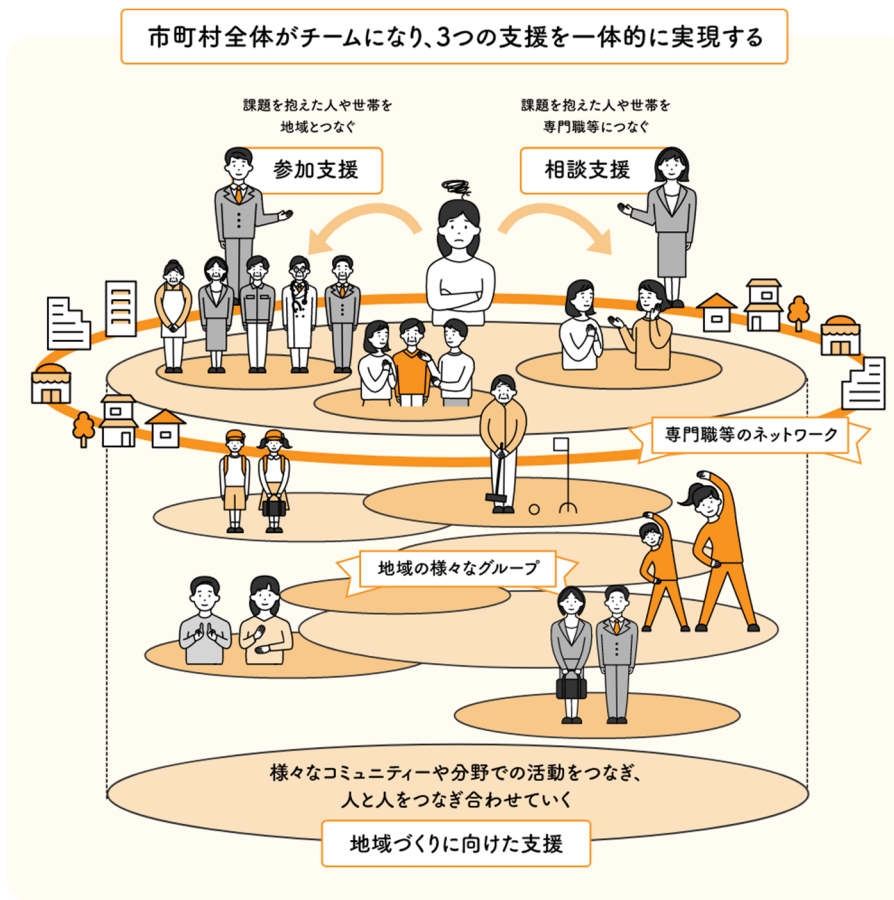 市町村全体がチームになり、3つの支援を一体的に実現する
課題を抱えた人や世帯を
地域とつなぐ
参加支援
課題を抱えた人や世帯を
専門職等につなぐ
相談支援
専門職等のネットワーク
地域の様々なグループ
様々なコミュニティーや分野での活動をつなぎ、
人と人をつなぎ合わせていく
地域づくりに向けた支援